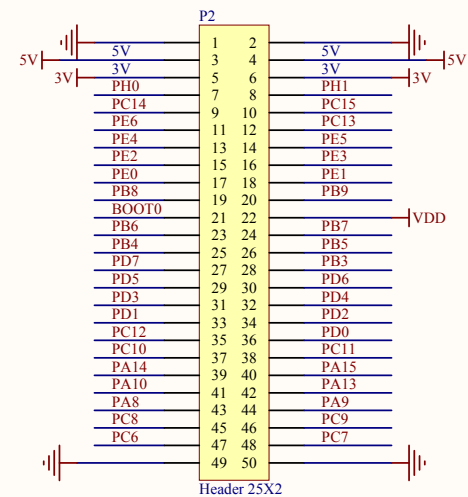 P2
1 2
5V 5V
5V 3 4 5V
3V 3V
3V 5 6 3V
PH0 7 8 PH1
PC14 9 10 PC15
PE6 11 12 PC13
PE4 13 14 PE5
PE2 15 16 PE3
PE0 17 18 PE1
PB8 19 20 PB9
BOOT0 21 22 VDD
PB6 23 24 PB7
PB4 25 26 PB5
PD7 27 28 PB3
PD5 29 30 PD6
PD3 31 32 PD4
PD1 33 34 PD2
PC12 35 36 PD0
PC10 37 38 PC11
PA14 39 40 PA15
PA10 41 42 PA13
PA8 43 44 PA9
PC8 45 46 PC9
PC6 47 48 PC7
49 50
Header 25X2